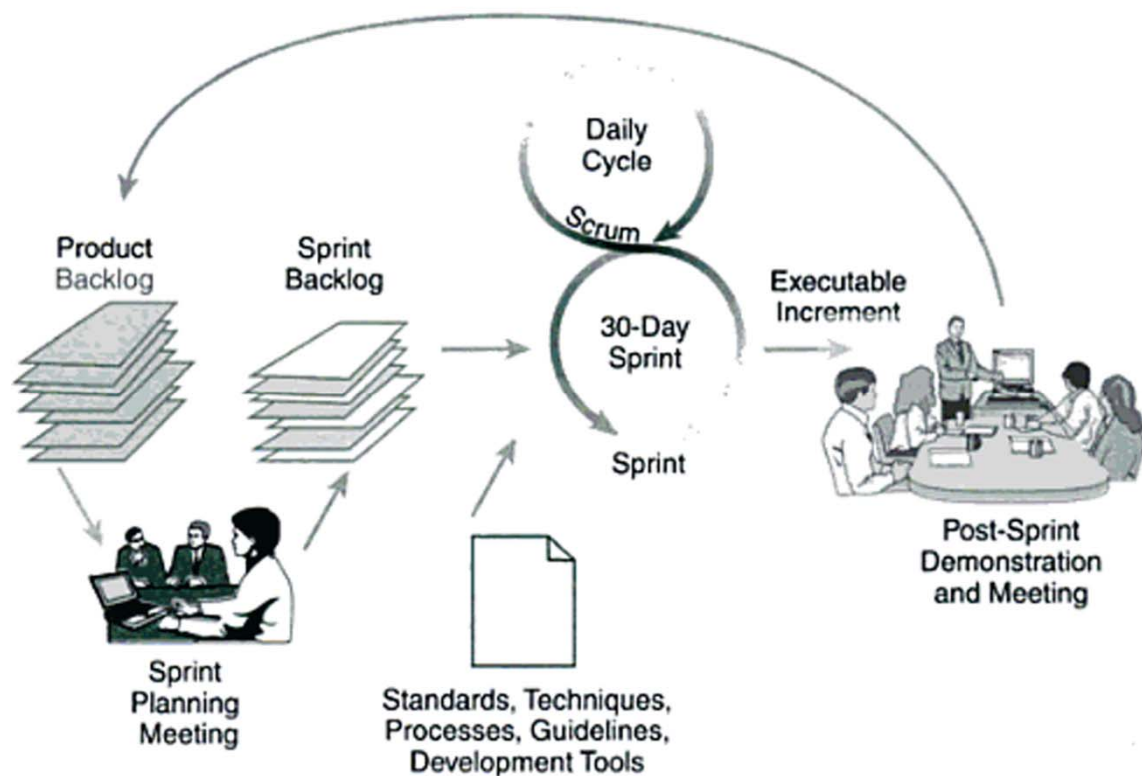 Daily
Cycle
Scrum
Product
Backlog
Sprint
Backlog
30-Day
Sprint
Executable
Increment
Sprint
Post-Sprint
Demonstration
and Meeting
Sprint
Planning
Meeting
Standards, Techniques,
Processes, Guidelines,
Development Tools